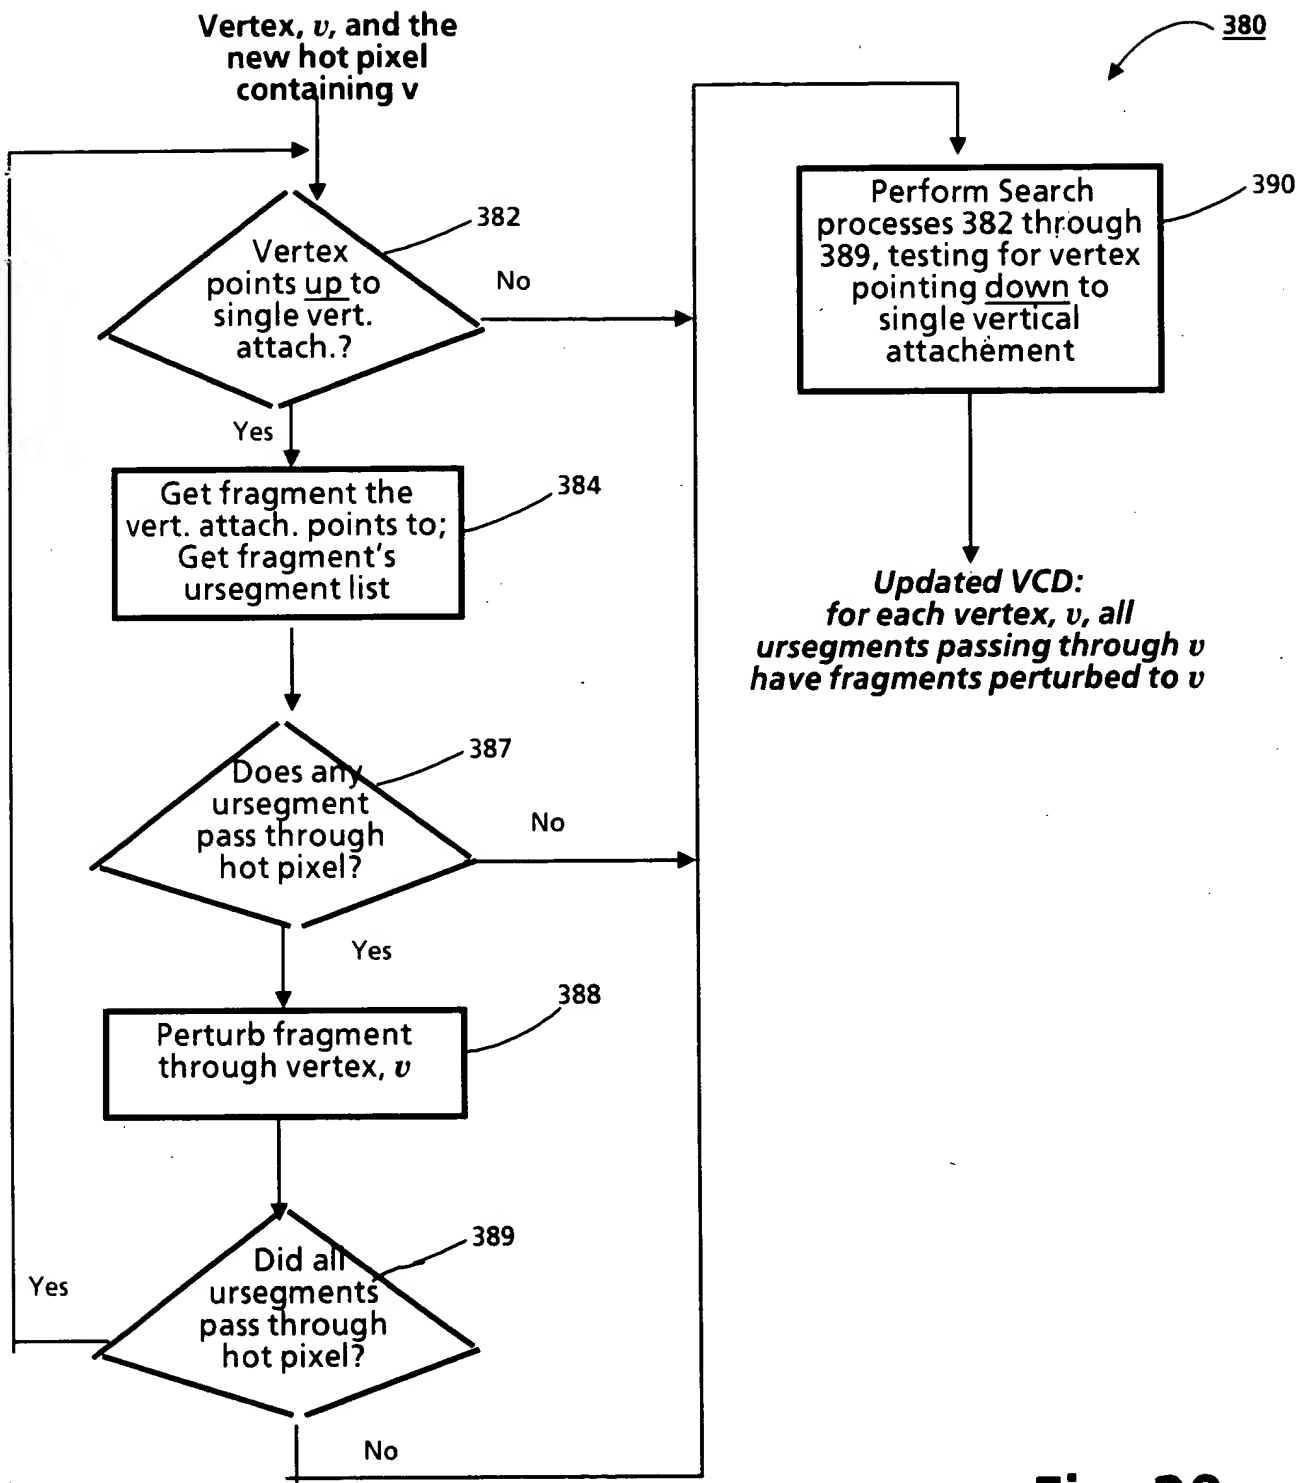 Vertex, v, and the
new hot pixel
containing v
380
382
Vertex
points up to
single vert.
attach.?
No
Yes
384
Get fragment the
vert. attach. points to;
Get fragment's
ursegment list
387
Does any
ursegment
pass through
hot pixel?
No
Yes
388
Perturb fragment
through vertex, v
389
Did all
ursegments
pass through
hot pixel?
Yes
No
390
Perform Search
processes 382 through
389, testing for vertex
pointing down to
single vertical
attachement
Updated VCD:
for each vertex, v, all
ursegments passing through v
have fragments perturbed to v